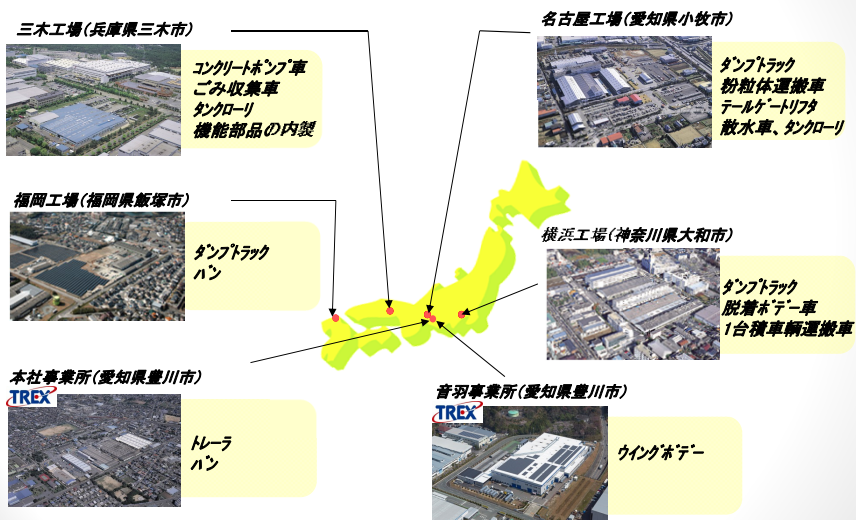 三木工場(兵庫県三木市)
コンクリートポンプ車
ごみ収集車
タンクローリ
機能部品の内製
名古屋工場(愛知県小牧市)
ダンプトラック
粉粒体運搬車
テールゲートリフタ
散水車、タンクローリ
福岡工場(福岡県飯塚市)
ダンプトラック
バン
横浜工場(神奈川県大和市)
ダンプトラック
脱着ボデー車
1台積車輌運搬車
本社事業所(愛知県豊川市)
TREX
トレーラ
バン
音羽事業所(愛知県豊川市)
TREX
ウイングボデー